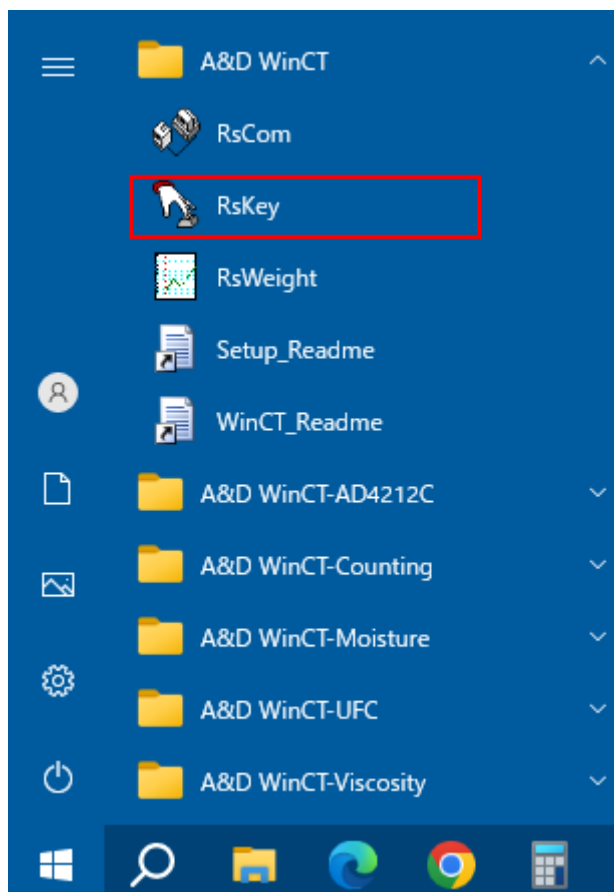 A&D WinCT
RsCom
RsKey
RsWeight
Setup_Readme
WinCT_Readme
A&D WinCT-AD4212C
A&D WinCT-Counting
A&D WinCT-Moisture
A&D WinCT-UFC
A&D WinCT-Viscosity